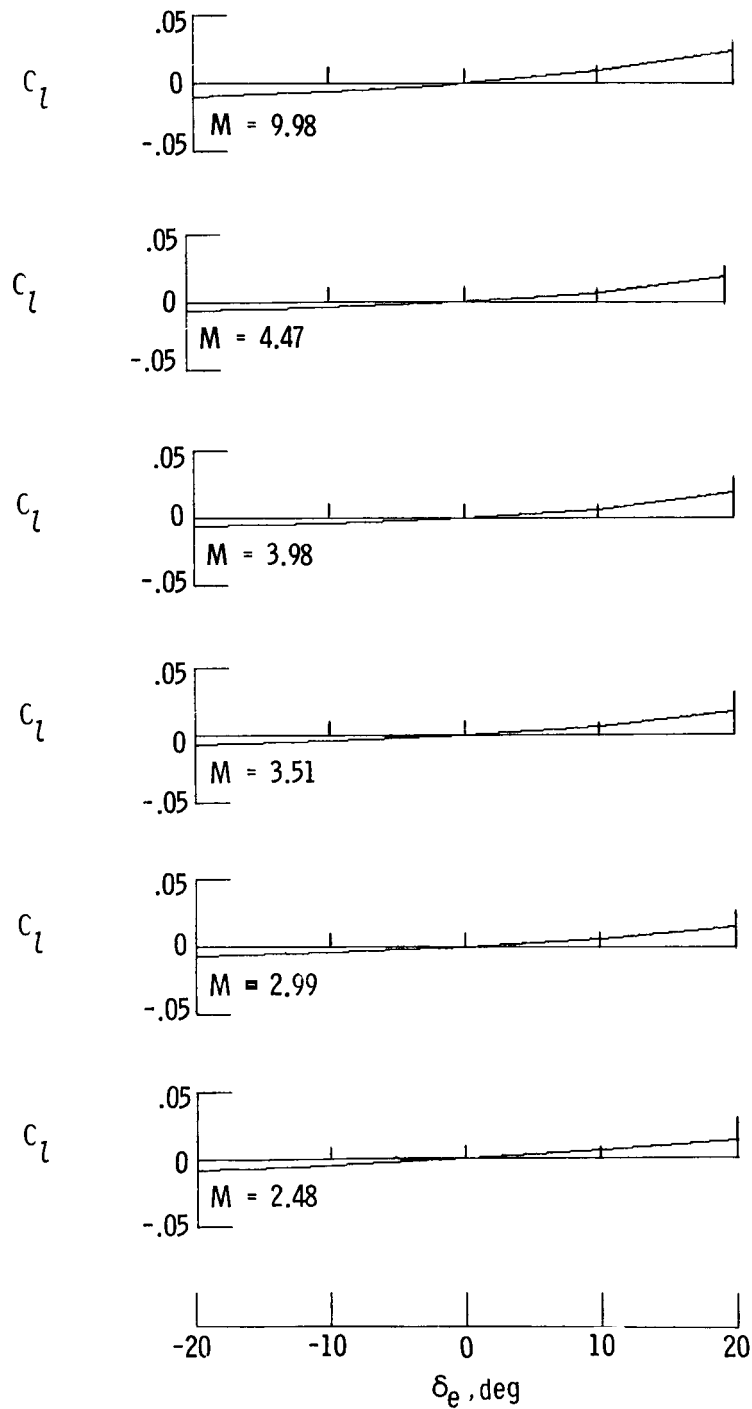 .05
C_l 0
M = 9.98
-.05
.05
C_l 0
M = 4.47
-.05
.05
C_l 0
M = 3.98
-.05
.05
C_l 0
M = 3.51
-.05
.05
C_l 0
M = 2.99
-.05
.05
C_l 0
M = 2.48
-.05
-20 -10 0 10 20
δe, deg